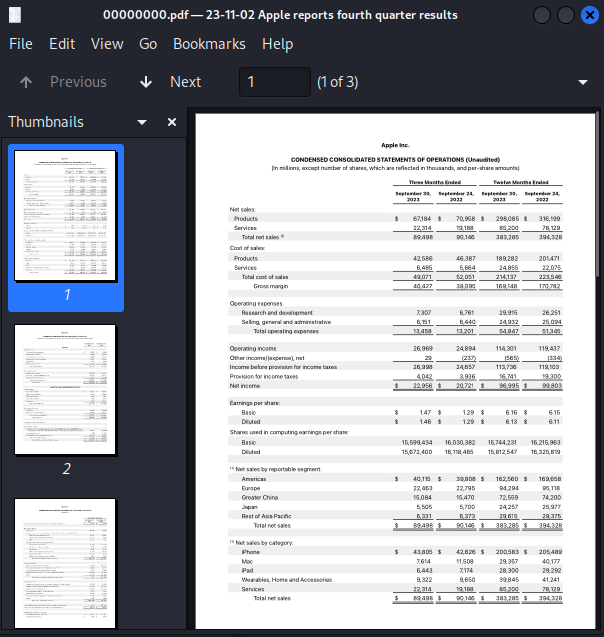 00000000.pdf — 23-11-02 Apple reports fourth quarter results
File Edit View Go Bookmarks Help
Previous Next 1 (1 of 3)
Thumbnails
1
2
Apple Inc.
CONDENSED CONSOLIDATED STATEMENTS OF OPERATIONS (Unaudited)
(In millions, except number of shares, which are reflected in thousands, and per-share amounts)
Three Months Ended Twelve Months Ended
September 30, 2023 September 24, 2022 September 30, 2023 September 24, 2022
Net sales:
Products $ 67,184 $ 70,958 $ 298,085 $ 316,199
Services 22,314 19,188 85,200 78,129
Total net sales (1) 89,498 90,146 383,285 394,328
Cost of sales:
Products 42,586 46,387 189,282 201,471
Services 6,485 5,664 24,855 22,075
Total cost of sales 49,071 52,051 214,137 223,546
Gross margin 40,427 38,095 169,148 170,782
Operating expenses:
Research and development 7,307 6,761 29,915 26,251
Selling, general and administrative 6,151 6,440 24,932 25,094
Total operating expenses 13,458 13,201 54,847 51,345
Operating income 26,969 24,894 114,301 119,437
Other income/(expense), net 29 (237) (565) (334)
Income before provision for income taxes 26,998 24,657 113,736 119,103
Provision for income taxes 4,042 3,936 16,741 19,300
Net income $ 22,956 $ 20,721 $ 96,995 $ 99,803
Earnings per share:
Basic $ 1.47 $ 1.29 $ 6.16 $ 6.15
Diluted $ 1.46 $ 1.29 $ 6.13 $ 6.11
Shares used in computing earnings per share:
Basic 15,599,434 16,030,382 15,744,231 16,215,963
Diluted 15,672,400 16,118,465 15,812,547 16,325,819
(1) Net sales by reportable segment:
Americas $ 40,115 $ 39,808 $ 162,560 $ 169,658
Europe 22,463 22,795 94,294 95,118
Greater China 15,084 15,470 72,559 74,200
Japan 5,505 5,700 24,257 25,977
Rest of Asia Pacific 6,331 6,373 29,615 29,375
Total net sales $ 89,498 $ 90,146 $ 383,285 $ 394,328
(1) Net sales by category:
iPhone $ 43,805 $ 42,626 $ 200,583 $ 205,489
Mac 7,614 11,508 29,357 40,177
iPad 6,443 7,174 28,300 29,292
Wearables, Home and Accessories 9,322 9,650 39,845 41,241
Services 22,314 19,188 85,200 78,129
Total net sales $ 89,498 $ 90,146 $ 383,285 $ 394,328